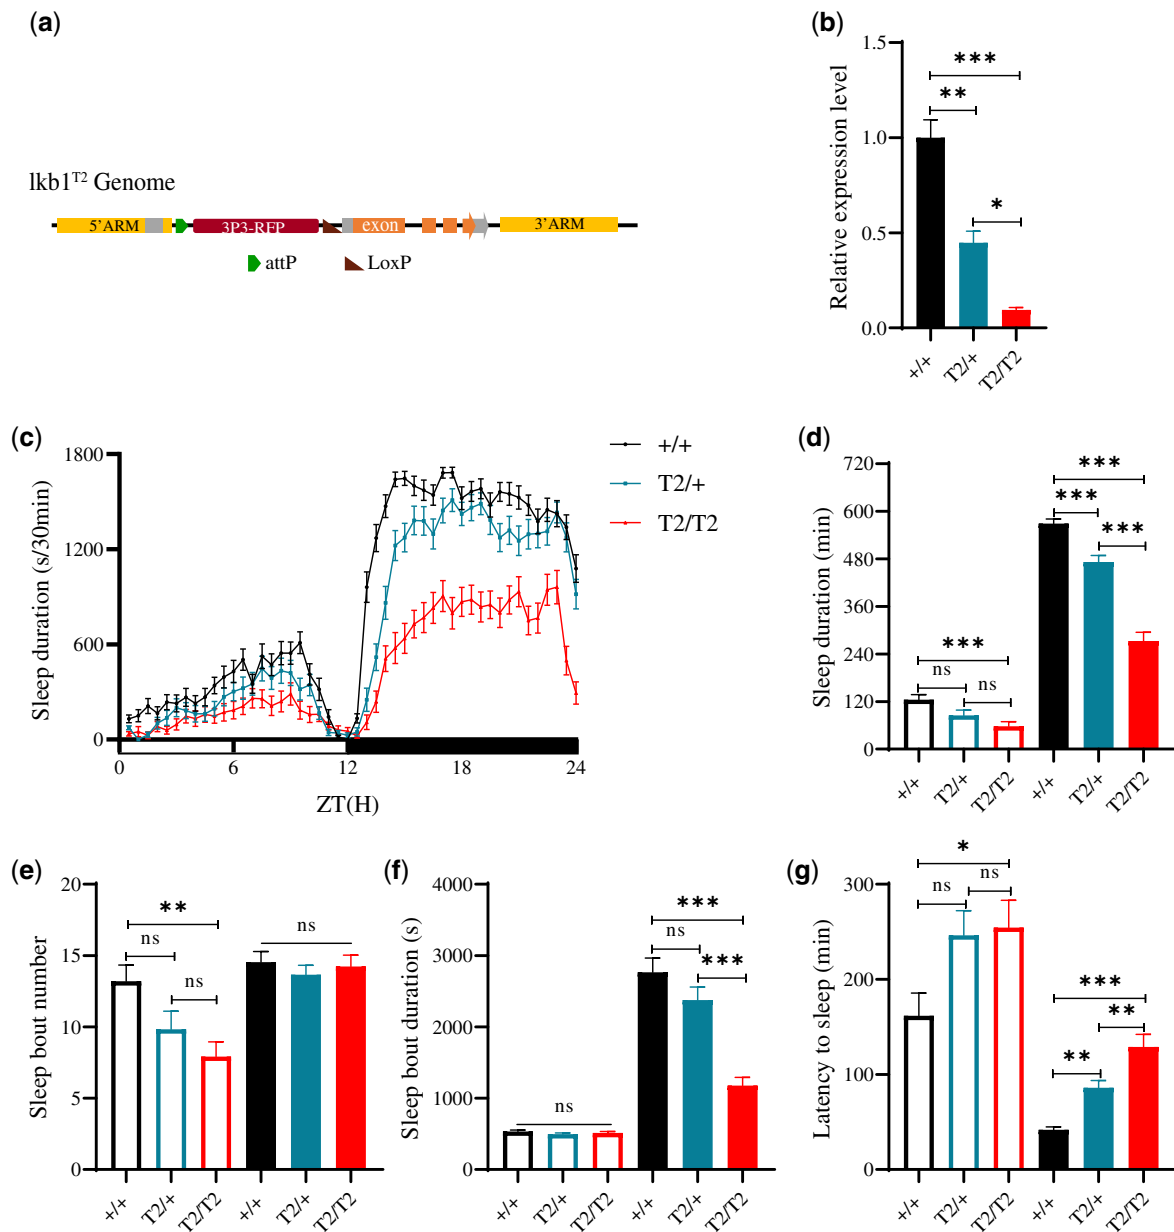 (a)
lkb1T2 Genome
5'ARM 3P3-RFP exon 3'ARM
attP LoxP
(b)
Relative expression level
1.5
1.0
0.5
0.0
***
**
*
+/+ T2/+ T2/T2
(c)
Sleep duration (s/30min)
1800
1200
600
0
0 6 12 18 24
ZT(H)
+/+
T2/+
T2/T2
(d)
Sleep duration (min)
720
600
480
360
240
120
0
***
ns
ns
***
***
***
+/+ T2/+ T2/T2 +/+ T2/+ T2/T2
(e)
Sleep bout number
20
15
10
5
0
**
ns
ns
ns
+/+ T2/+ T2/T2 +/+ T2/+ T2/T2
(f)
Sleep bout duration (s)
4000
3000
2000
1000
0
ns
***
ns
***
+/+ T2/+ T2/T2 +/+ T2/+ T2/T2
(g)
Latency to sleep (min)
300
200
100
0
*
ns
ns
***
**
**
+/+ T2/+ T2/T2 +/+ T2/+ T2/T2